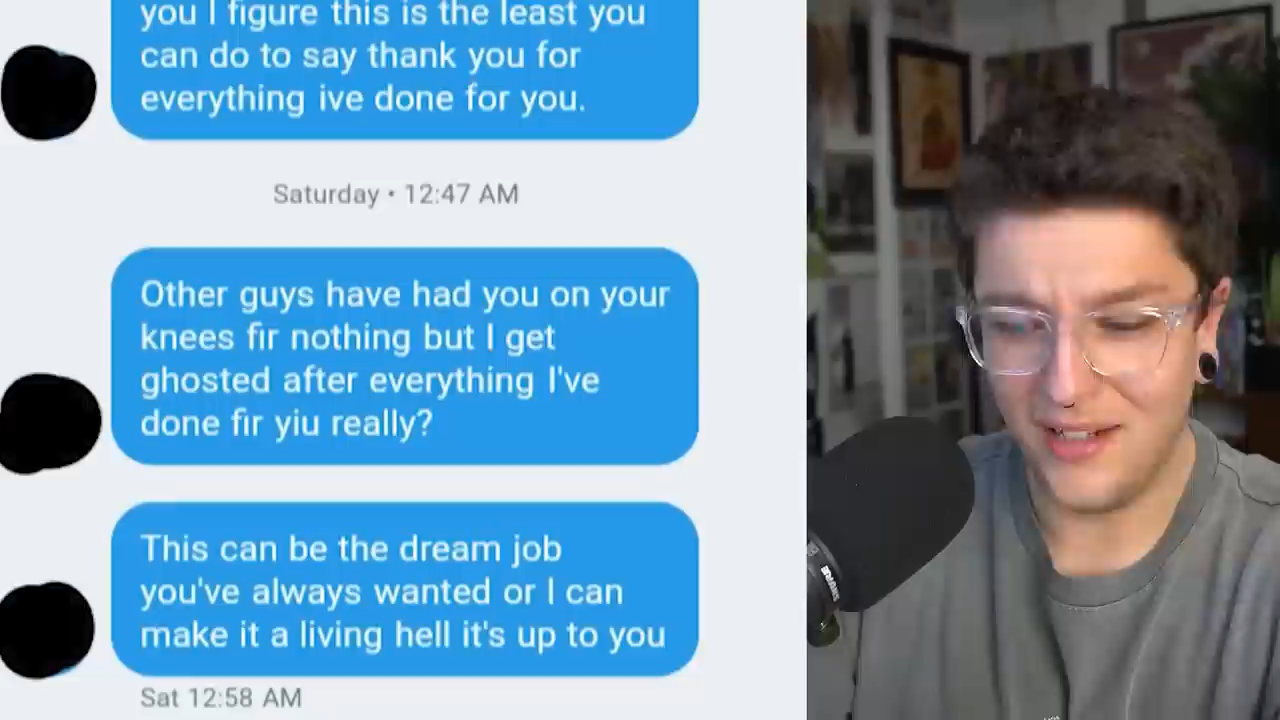 you I figure this is the least you
can do to say thank you for
everything ive done for you.
Saturday • 12:47 AM
Other guys have had you on your
knees fir nothing but I get
ghosted after everything I've
done fir yiu really?
This can be the dream job
you've always wanted or I can
make it a living hell it's up to you
Sat 12:58 AM
SHURE